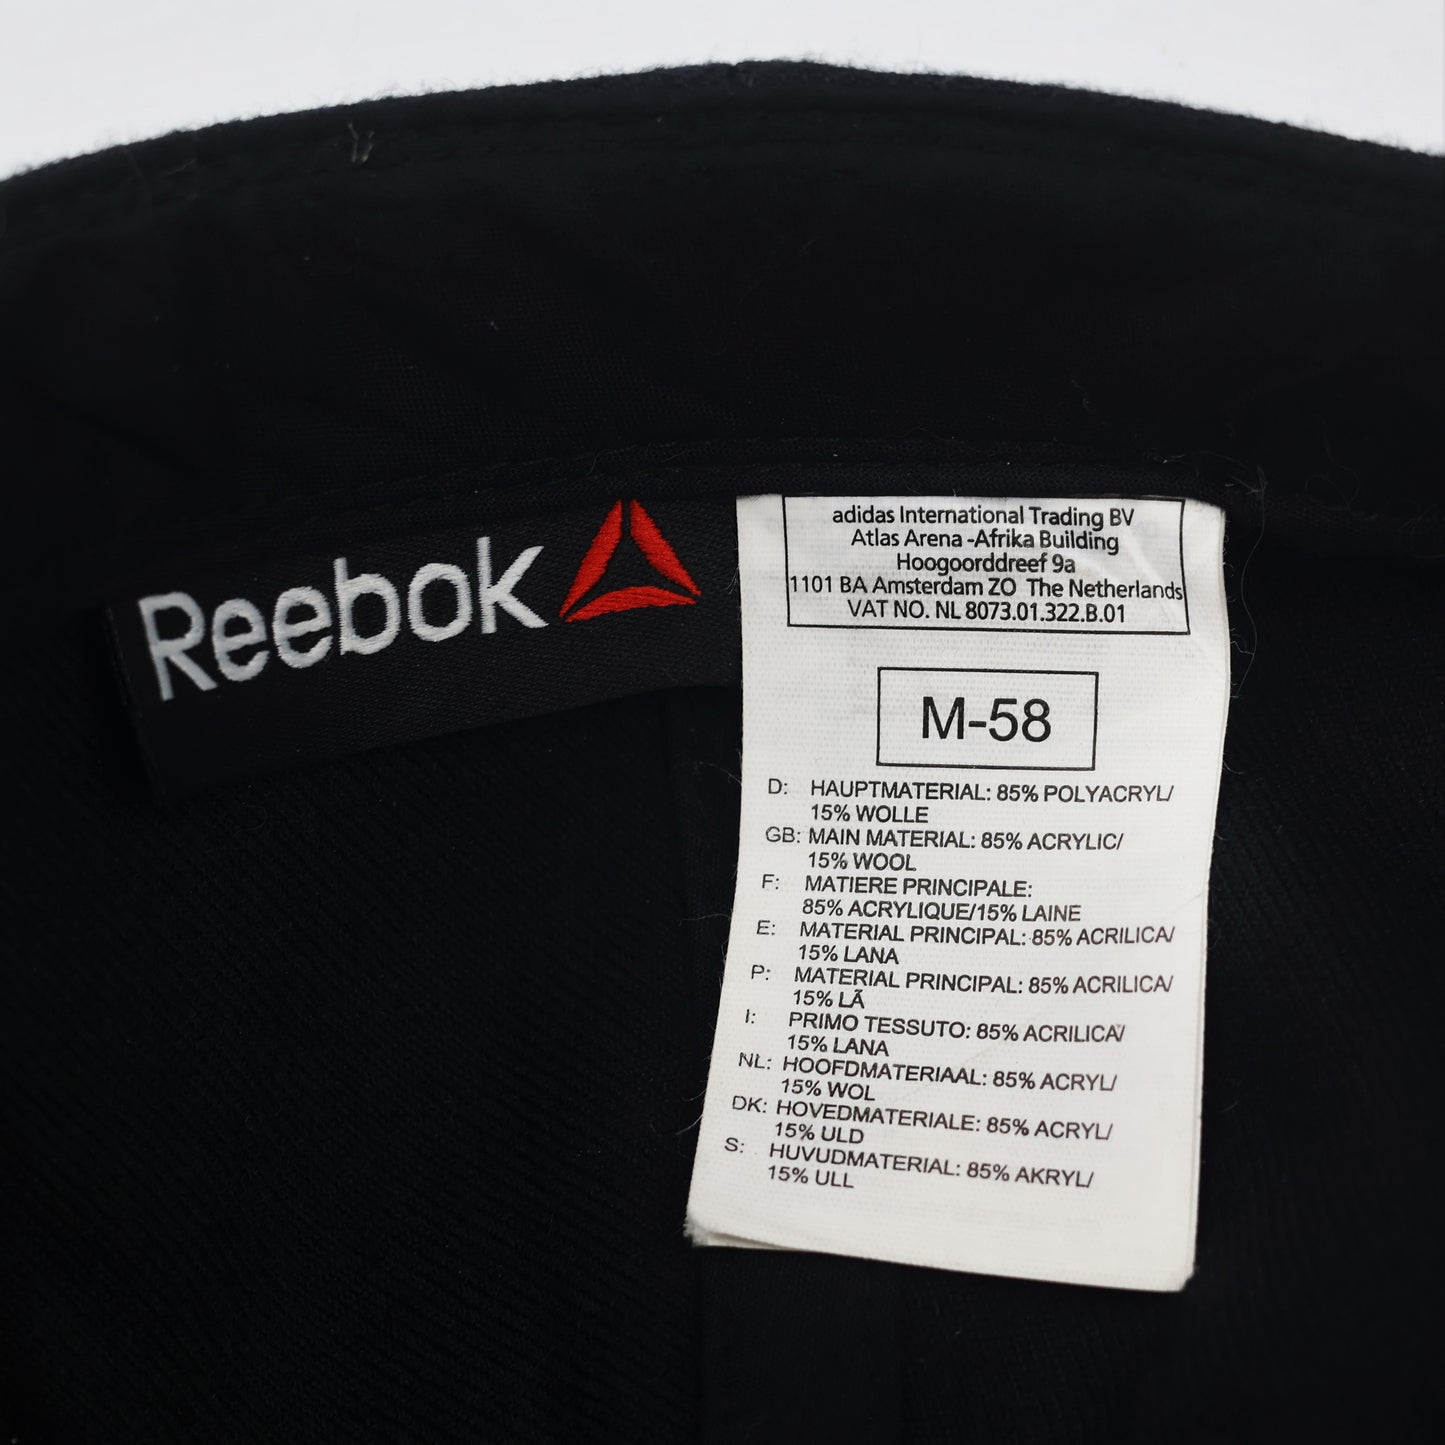 Reebok
adidas International Trading BV
Atlas Arena -Afrika Building
Hoogoorddreef 9a
1101 BA Amsterdam ZO The Netherlands
VAT NO. NL 8073.01.322.B.01
M-58
D: HAUPTMATERIAL: 85% POLYACRYL/
15% WOLLE
GB: MAIN MATERIAL: 85% ACRYLIC/
15% WOOL
F: MATIERE PRINCIPALE:
85% ACRYLIQUE/15% LAINE
E: MATERIAL PRINCIPAL: 85% ACRILICA/
15% LANA
P: MATERIAL PRINCIPAL: 85% ACRILICA/
15% LÃ
I: PRIMO TESSUTO: 85% ACRILICA/
15% LANA
NL: HOOFDMATERIAAL: 85% ACRYL/
15% WOL
DK: HOVEDMATERIALE: 85% ACRYL/
15% ULD
S: HUVUDMATERIAL: 85% AKRYL/
15% ULL